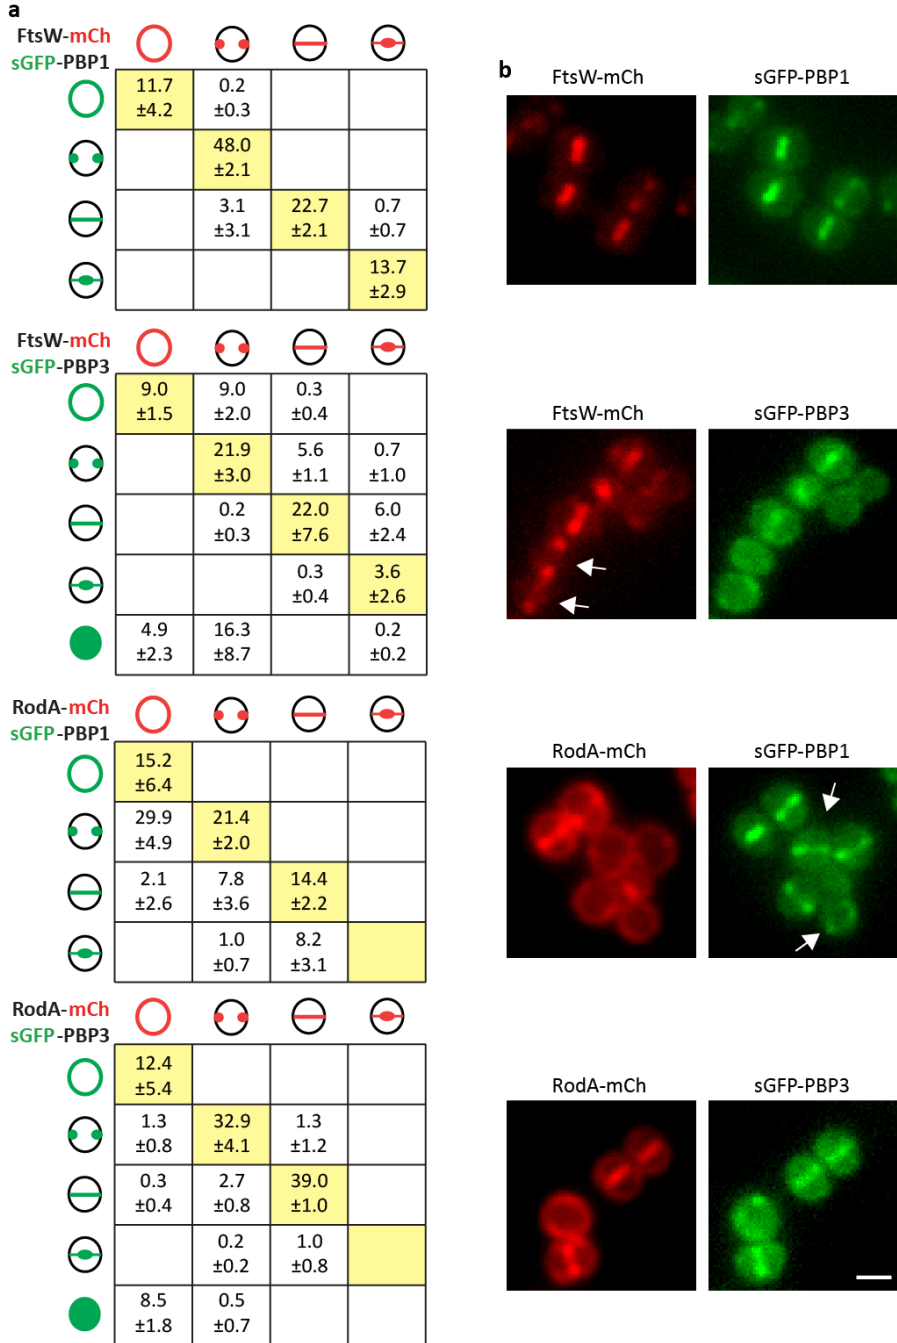 a
FtsW-mCh
sGFP-PBP1
11.7 0.2
±4.2 ±0.3
48.0
±2.1
3.1 22.7 0.7
±3.1 ±2.1 ±0.7
13.7
±2.9
FtsW-mCh
sGFP-PBP3
9.0 9.0 0.3
±1.5 ±2.0 ±0.4
21.9 5.6 0.7
±3.0 ±1.1 ±1.0
0.2 22.0 6.0
±0.3 ±7.6 ±2.4
0.3 3.6
±0.4 ±2.6
4.9 16.3 0.2
±2.3 ±8.7 ±0.2
RodA-mCh
sGFP-PBP1
15.2
±6.4
29.9 21.4
±4.9 ±2.0
2.1 7.8 14.4
±2.6 ±3.6 ±2.2
1.0 8.2
±0.7 ±3.1
RodA-mCh
sGFP-PBP3
12.4
±5.4
1.3 32.9 1.3
±0.8 ±4.1 ±1.2
0.3 2.7 39.0
±0.4 ±0.8 ±1.0
0.2 1.0
±0.2 ±0.8
8.5 0.5
±1.8 ±0.7
b
FtsW-mCh sGFP-PBP1
FtsW-mCh sGFP-PBP3
RodA-mCh sGFP-PBP1
RodA-mCh sGFP-PBP3